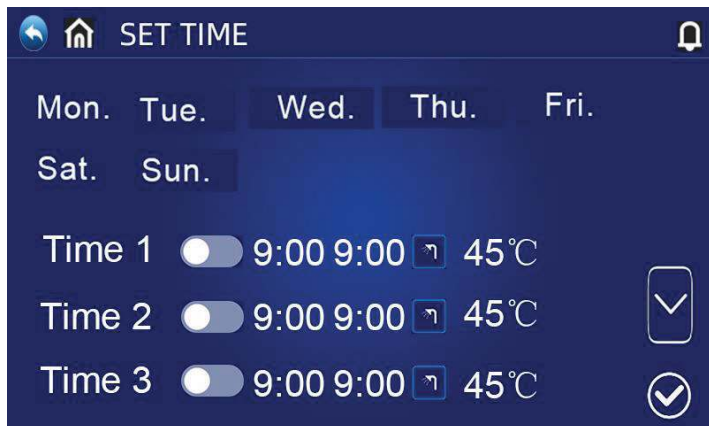 SET TIME
Mon. Tue. Wed. Thu. Fri.
Sat. Sun.
Time 1 9:00 9:00 45℃
Time 2 9:00 9:00 45℃
Time 3 9:00 9:00 45℃